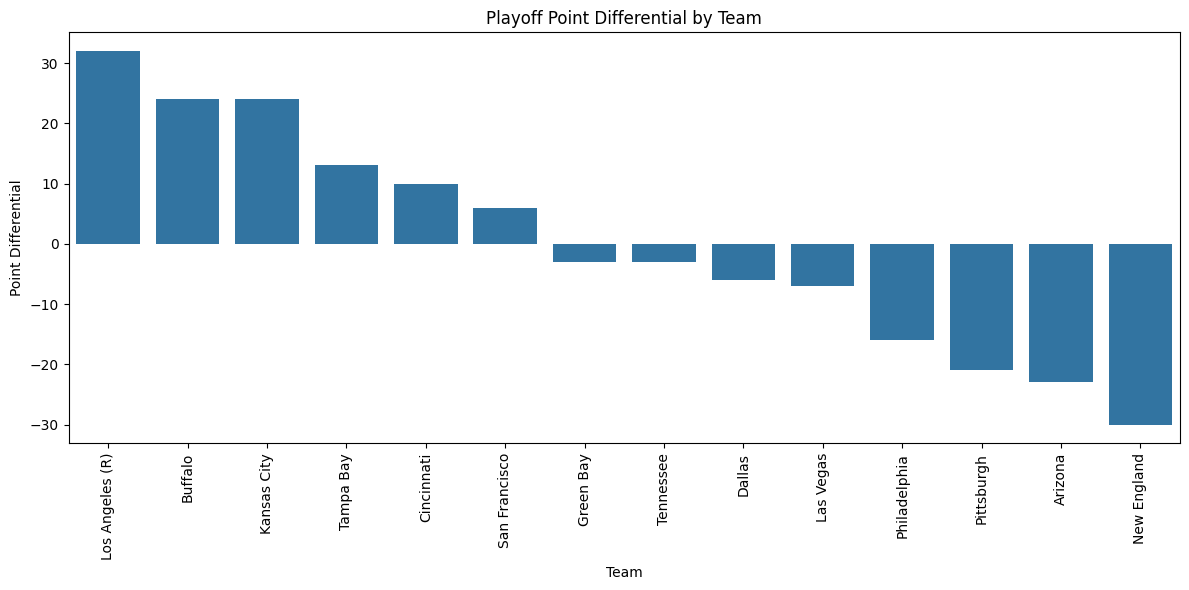 Playoff Point Differential by Team
Point Differential
30
20
10
0
−10
−20
−30
Los Angeles (R)
Buffalo
Kansas City
Tampa Bay
Cincinnati
San Francisco
Green Bay
Tennessee
Dallas
Las Vegas
Philadelphia
Pittsburgh
Arizona
New England
Team